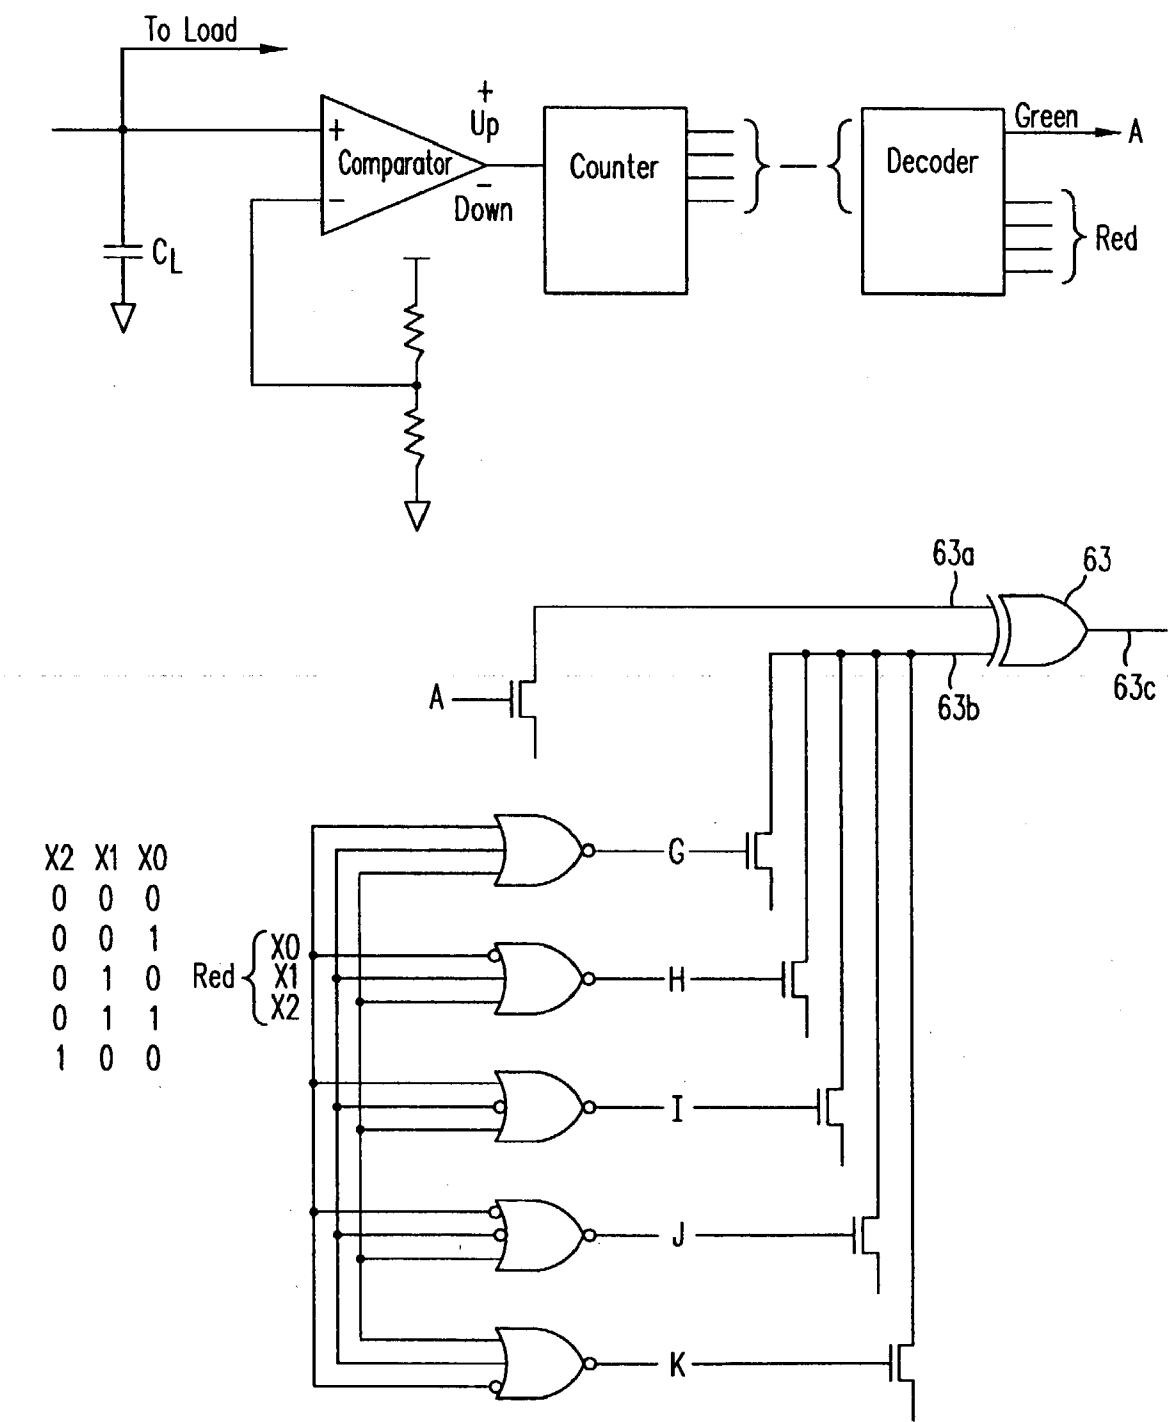 To Load
+
Up
Green
A
+
Comparator
Counter
Decoder
−
−
Down
Red
CL
63a
63
A
63b
63c
G
X2 X1 X0
0 0 0
0 0 1
0 1 0
0 1 1
1 0 0
Red
X0
X1
X2
H
I
J
K